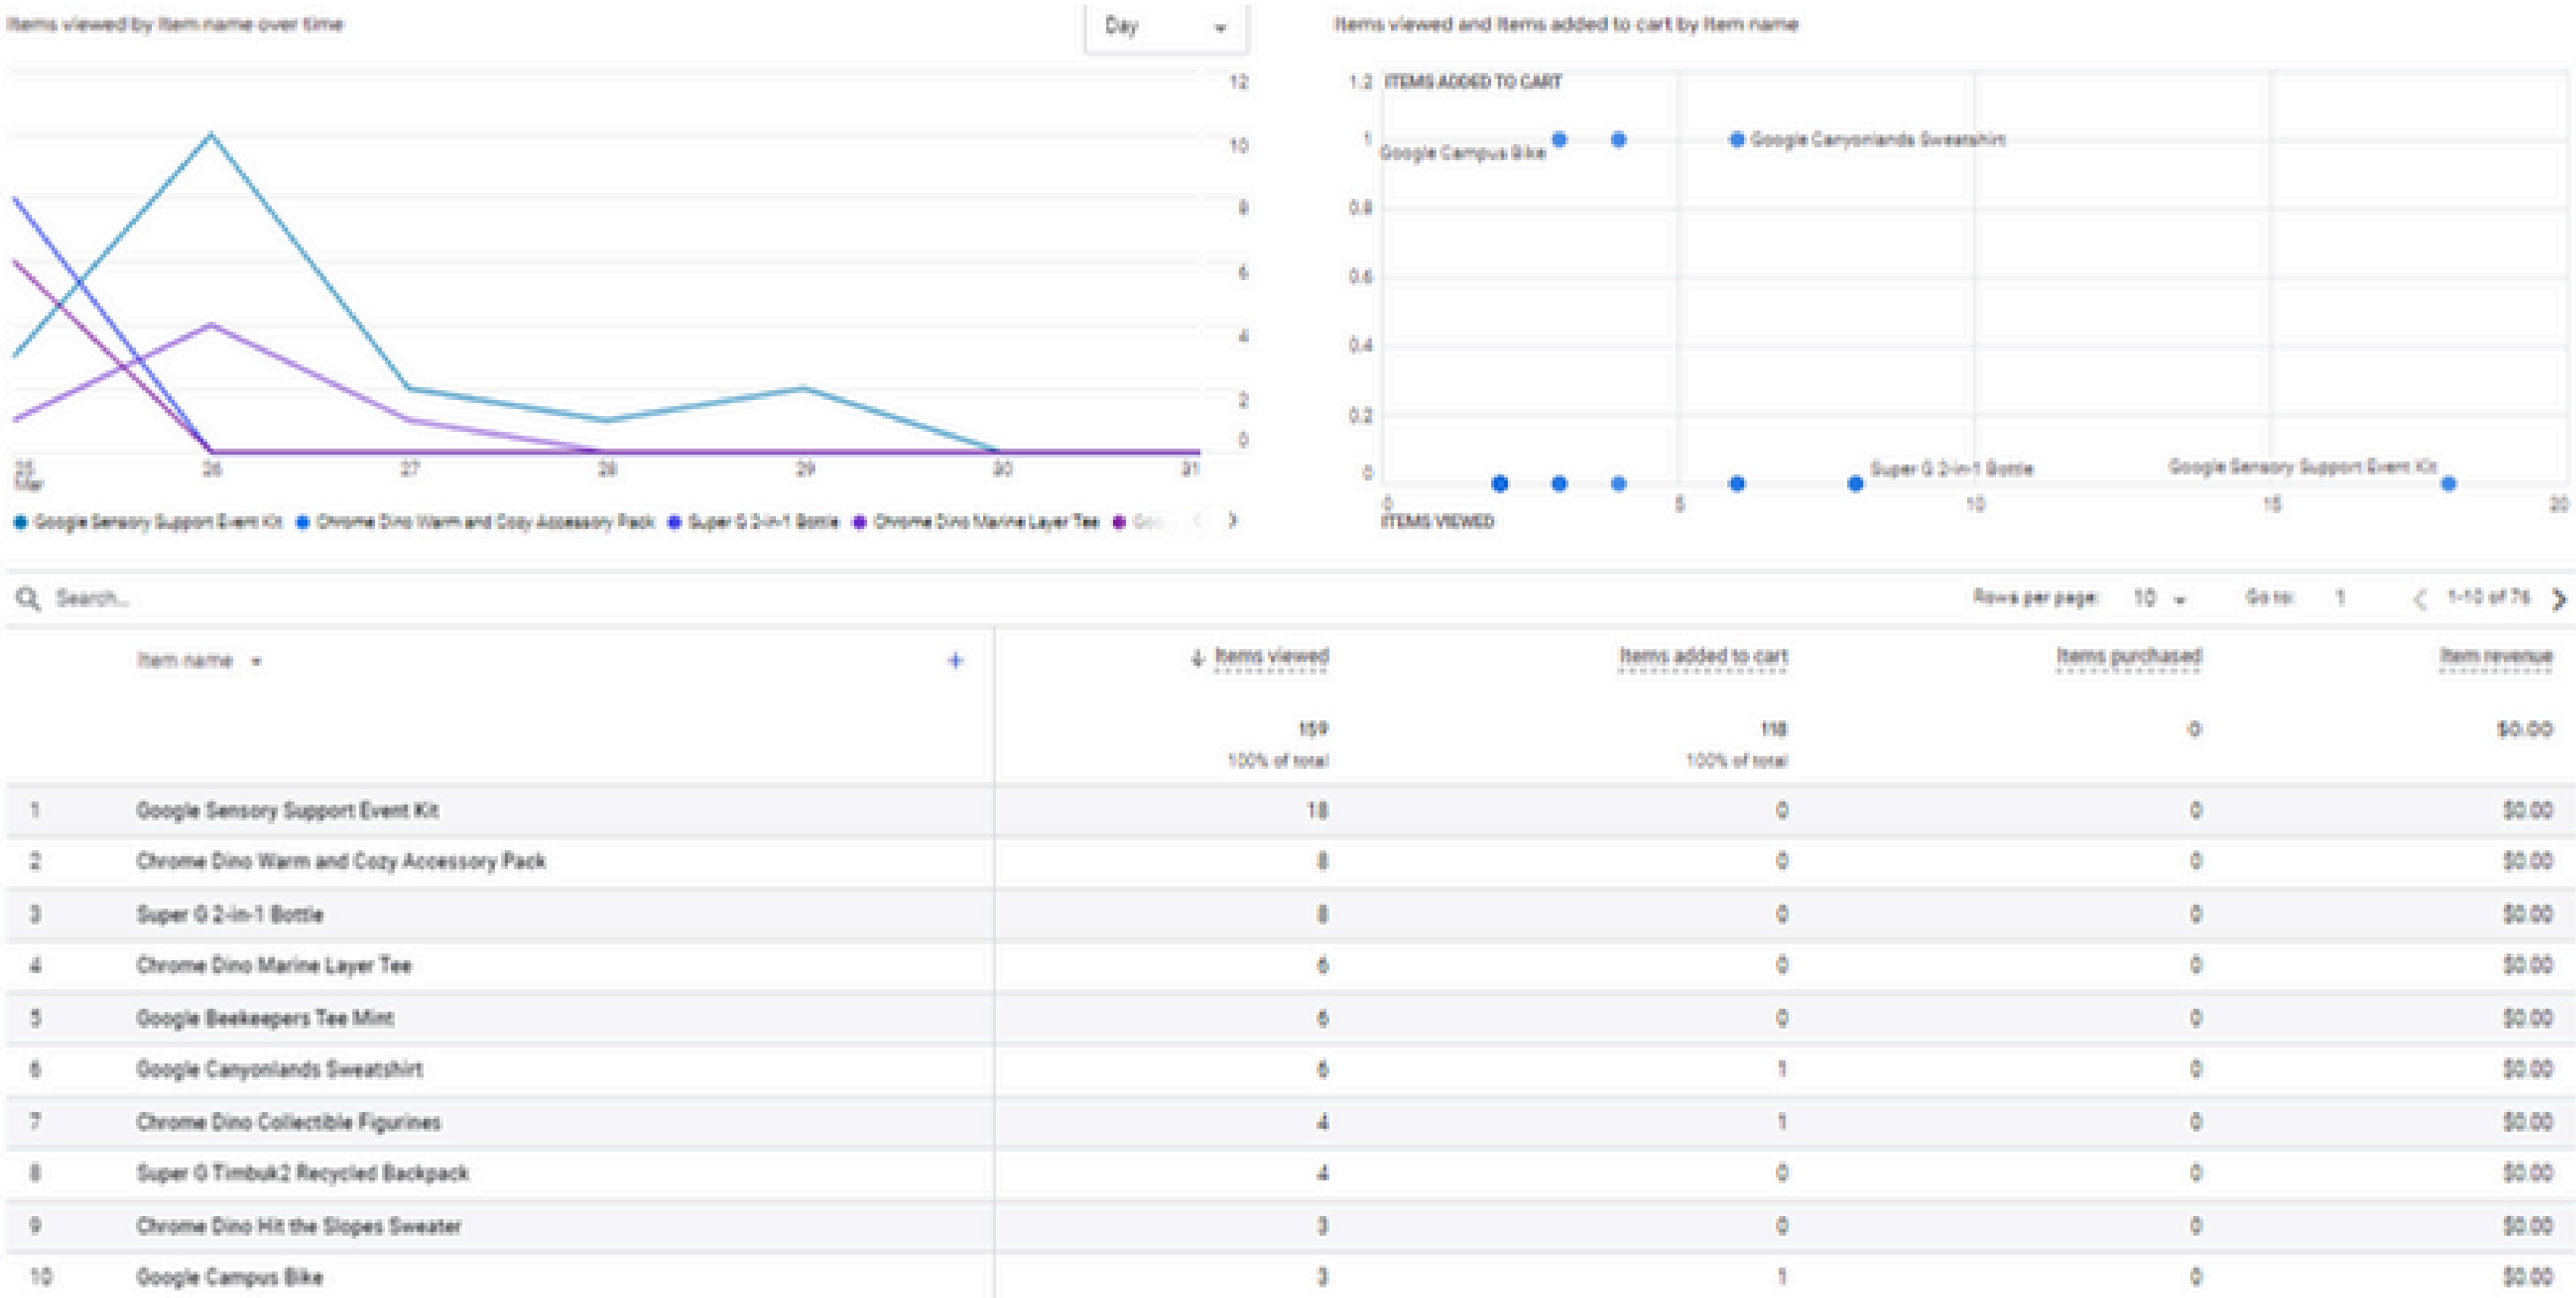 Items viewed by Item name over time
Day
12
10
8
6
4
2
0
25
Mar
26
27
28
29
30
31
Google Sensory Support Event Kit
Chrome Dino Warm and Cozy Accessory Pack
Super G 2-in-1 Bottle
Chrome Dino Marine Layer Tee
Goo
Items viewed and Items added to cart by Item name
ITEMS ADDED TO CART
1.2
1
0.8
0.6
0.4
0.2
0
Google Campus Bike
Google Canyonlands Sweatshirt
Super G 2-in-1 Bottle
Google Sensory Support Event Kit
0
5
10
15
20
ITEMS VIEWED
Search...
Rows per page: 10 Go to: 1 1-10 of 76
Item name + Items viewed Items added to cart Items purchased Item revenue
159 118 0 $0.00
100% of total 100% of total
1 Google Sensory Support Event Kit 18 0 0 $0.00
2 Chrome Dino Warm and Cozy Accessory Pack 8 0 0 $0.00
3 Super G 2-in-1 Bottle 8 0 0 $0.00
4 Chrome Dino Marine Layer Tee 6 0 0 $0.00
5 Google Beekeepers Tee Mint 6 0 0 $0.00
6 Google Canyonlands Sweatshirt 6 1 0 $0.00
7 Chrome Dino Collectible Figurines 4 1 0 $0.00
8 Super G Timbuk2 Recycled Backpack 4 0 0 $0.00
9 Chrome Dino Hit the Slopes Sweater 3 0 0 $0.00
10 Google Campus Bike 3 1 0 $0.00